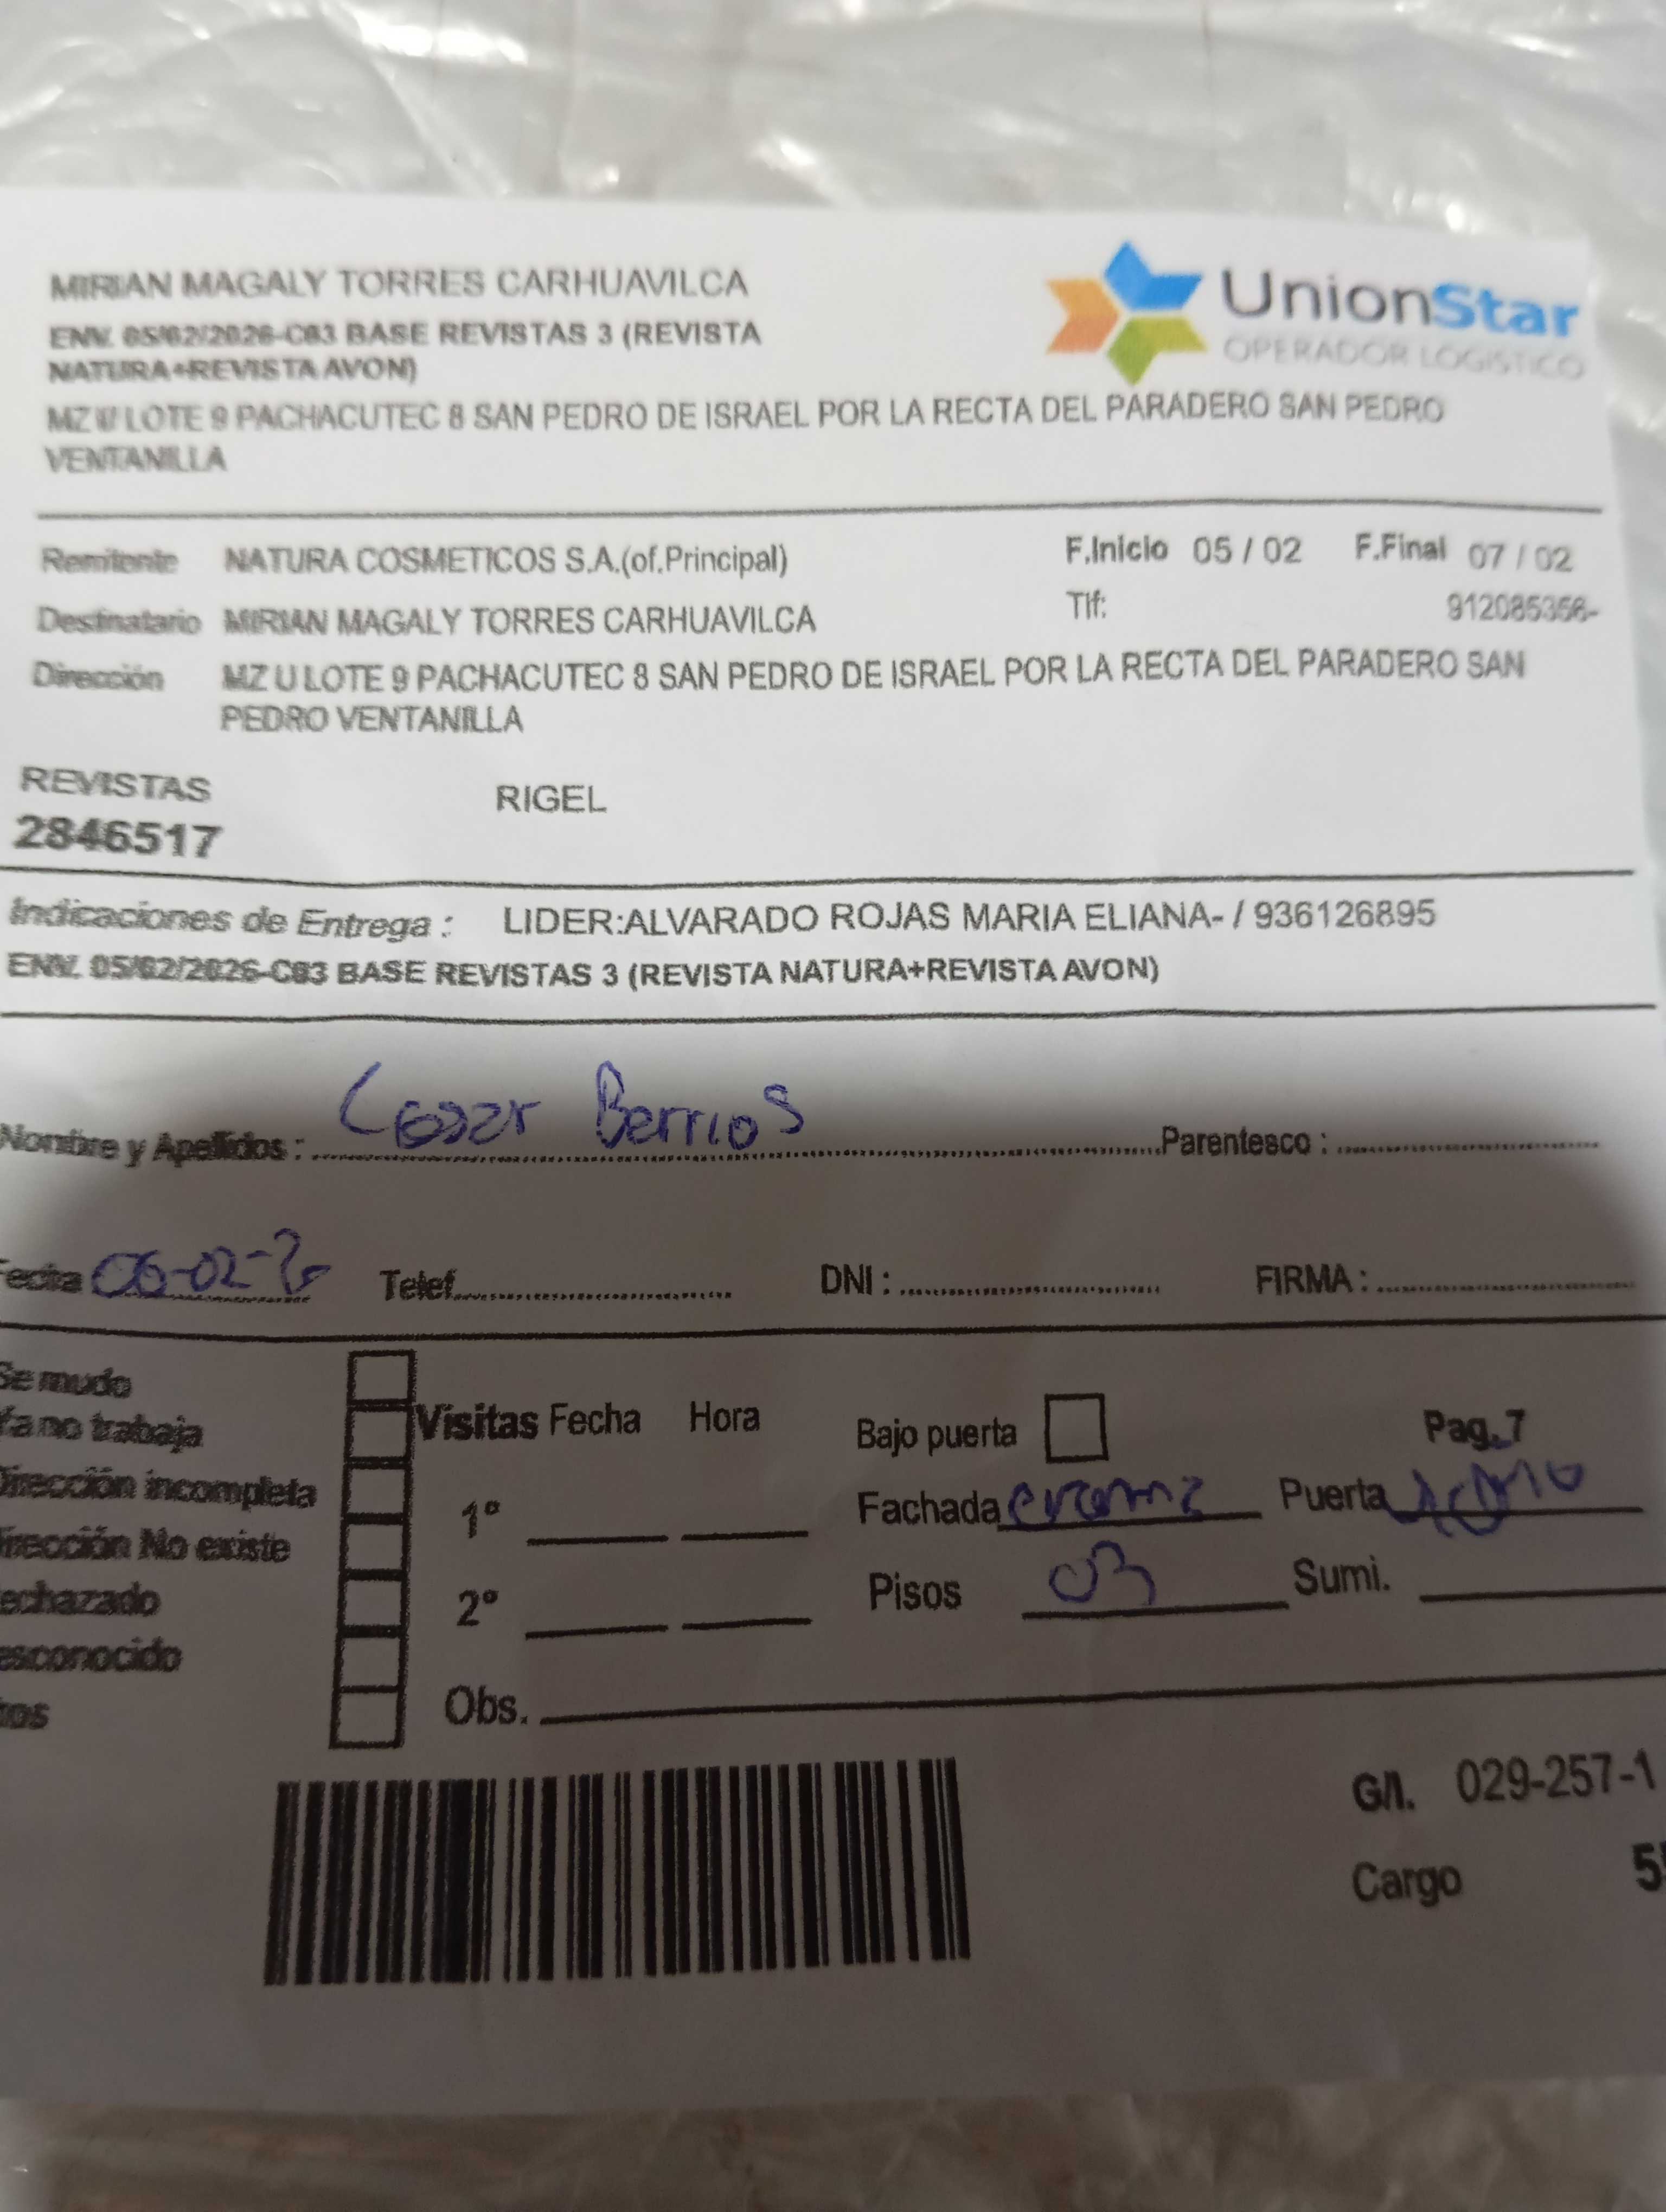 MIRIAN MAGALY TORRES CARHUAVILCA
ENV. 05/02/2026-C03 BASE REVISTAS 3 (REVISTA
NATURA+REVISTA AVON)
UnionStar
OPERADOR LOGISTICO
MZ U LOTE 9 PACHACUTEC 8 SAN PEDRO DE ISRAEL POR LA RECTA DEL PARADERO SAN PEDRO
VENTANILLA
Remitente NATURA COSMETICOS S.A.(of.Principal) F.Inicio 05 / 02 F.Final 07 / 02
Destinatario MIRIAN MAGALY TORRES CARHUAVILCA Tlf: 912085356-
Dirección MZ U LOTE 9 PACHACUTEC 8 SAN PEDRO DE ISRAEL POR LA RECTA DEL PARADERO SAN
PEDRO VENTANILLA
REVISTAS RIGEL
2846517
Indicaciones de Entrega : LIDER:ALVARADO ROJAS MARIA ELIANA- / 936126895
ENV. 05/02/2026-C03 BASE REVISTAS 3 (REVISTA NATURA+REVISTA AVON)
Nombre y Apellidos : Cesar Berrios Parentesco :
Fecha 06-02-26 Telef. DNI : FIRMA :
Se mudo
Ya no trabaja
Visitas Fecha Hora Bajo puerta Pag.7
Dirección incompleta
1º Fachada crema Puerta
Dirección No existe
echazado 2º Pisos 03 Sumi.
esconocido
Obs.
G/I. 029-257-1
Cargo